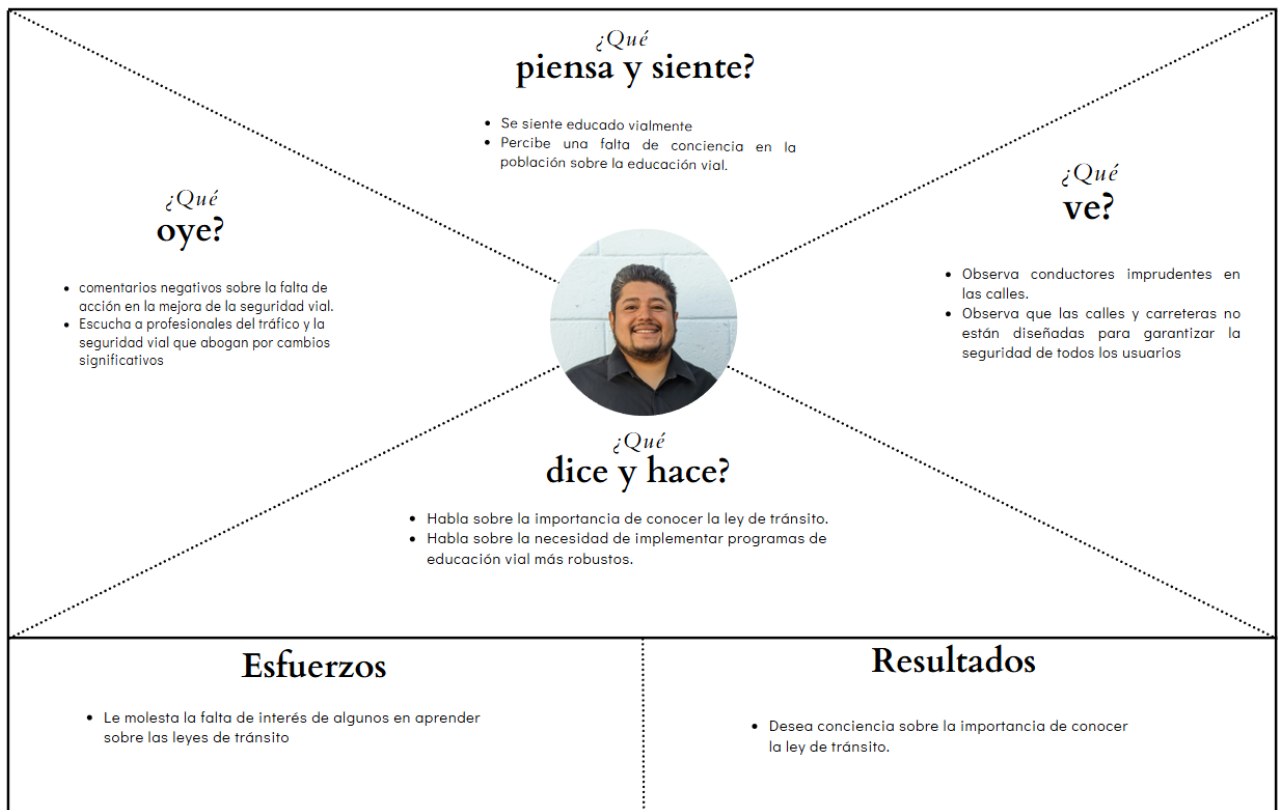 ¿Qué
piensa y siente?
• Se siente educado vialmente
• Percibe una falta de conciencia en la
población sobre la educación vial.
¿Qué
oye?
• comentarios negativos sobre la falta de
acción en la mejora de la seguridad vial.
• Escucha a profesionales del tráfico y la
seguridad vial que abogan por cambios
significativos
¿Qué
ve?
• Observa conductores imprudentes en
las calles.
• Observa que las calles y carreteras no
están diseñadas para garantizar la
seguridad de todos los usuarios
¿Qué
dice y hace?
• Habla sobre la importancia de conocer la ley de tránsito.
• Habla sobre la necesidad de implementar programas de
educación vial más robustos.
Esfuerzos
• Le molesta la falta de interés de algunos en aprender
sobre las leyes de tránsito
Resultados
• Desea conciencia sobre la importancia de conocer
la ley de tránsito.